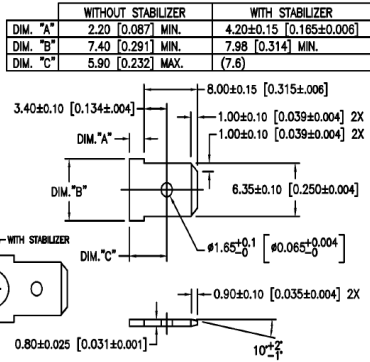 WITHOUT STABILIZER WITH STABILIZER
DIM. "A" 2.20 [0.087] MIN. 4.20±0.15 [0.165±0.006]
DIM. "B" 7.40 [0.291] MIN. 7.98 [0.314] MIN.
DIM. "C" 5.90 [0.232] MAX. (7.6)
8.00±0.15 [0.315±.006]
3.40±0.10 [0.134±.004]
1.00±0.10 [0.039±0.004] 2X
1.00±0.10 [0.039±0.004] 2X
DIM."A"
DIM."B"
6.35±0.10 [0.250±0.004]
WITH STABILIZER
DIM."C"
ø1.65+0.1 -0 [ø0.065+0.004 -0]
0.90±0.10 [0.035±0.004] 2X
0.80±0.025 [0.031±0.001]
10°+2° -1°